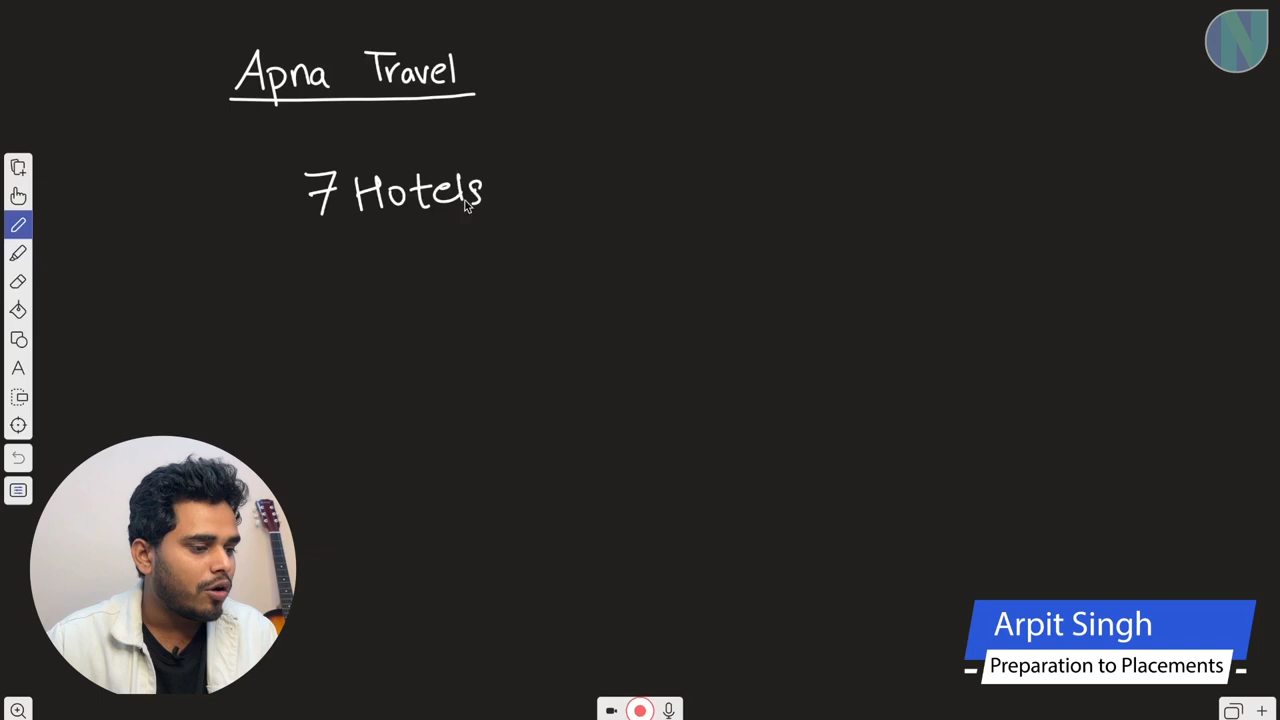 Apna Travel
7 Hotels
N
A
Arpit Singh
Preparation to Placements